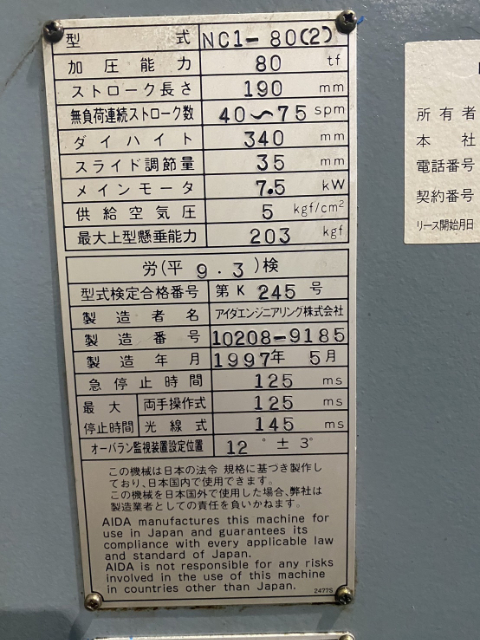 型式 NC1-80(2)
加圧能力 80 tf
ストローク長さ 190 mm
無負荷連続ストローク数 40~75 spm
ダイハイト 340 mm
スライド調節量 35 mm
メインモータ 7.5 kW
供給空気圧 5 kgf/cm²
最大上型懸垂能力 203 kgf
労(平9.3)検
型式検定合格番号 第K 245 号
製造者名 アイダエンジニアリング株式会社
製造番号 10208-9185
製造年月 1997年 5月
急停止時間 125 ms
最大停止時間 両手操作式 125 ms
光線式 145 ms
オーバラン監視装置設定位置 12°±3°
この機械は日本の法令 規格に基づき製作し
ており、日本国内で使用できます。
この機械を日本国外で使用した場合、弊社は
製造業者としての責任を負いかねます。
AIDA manufactures this machine for
use in Japan and guarantees its
compliance with every applicable law
and standard of Japan.
AIDA is not responsible for any risks
involved in the use of this machine
in countries other than Japan.
24775
所有者
本社
電話番号
契約番号
リース開始月日